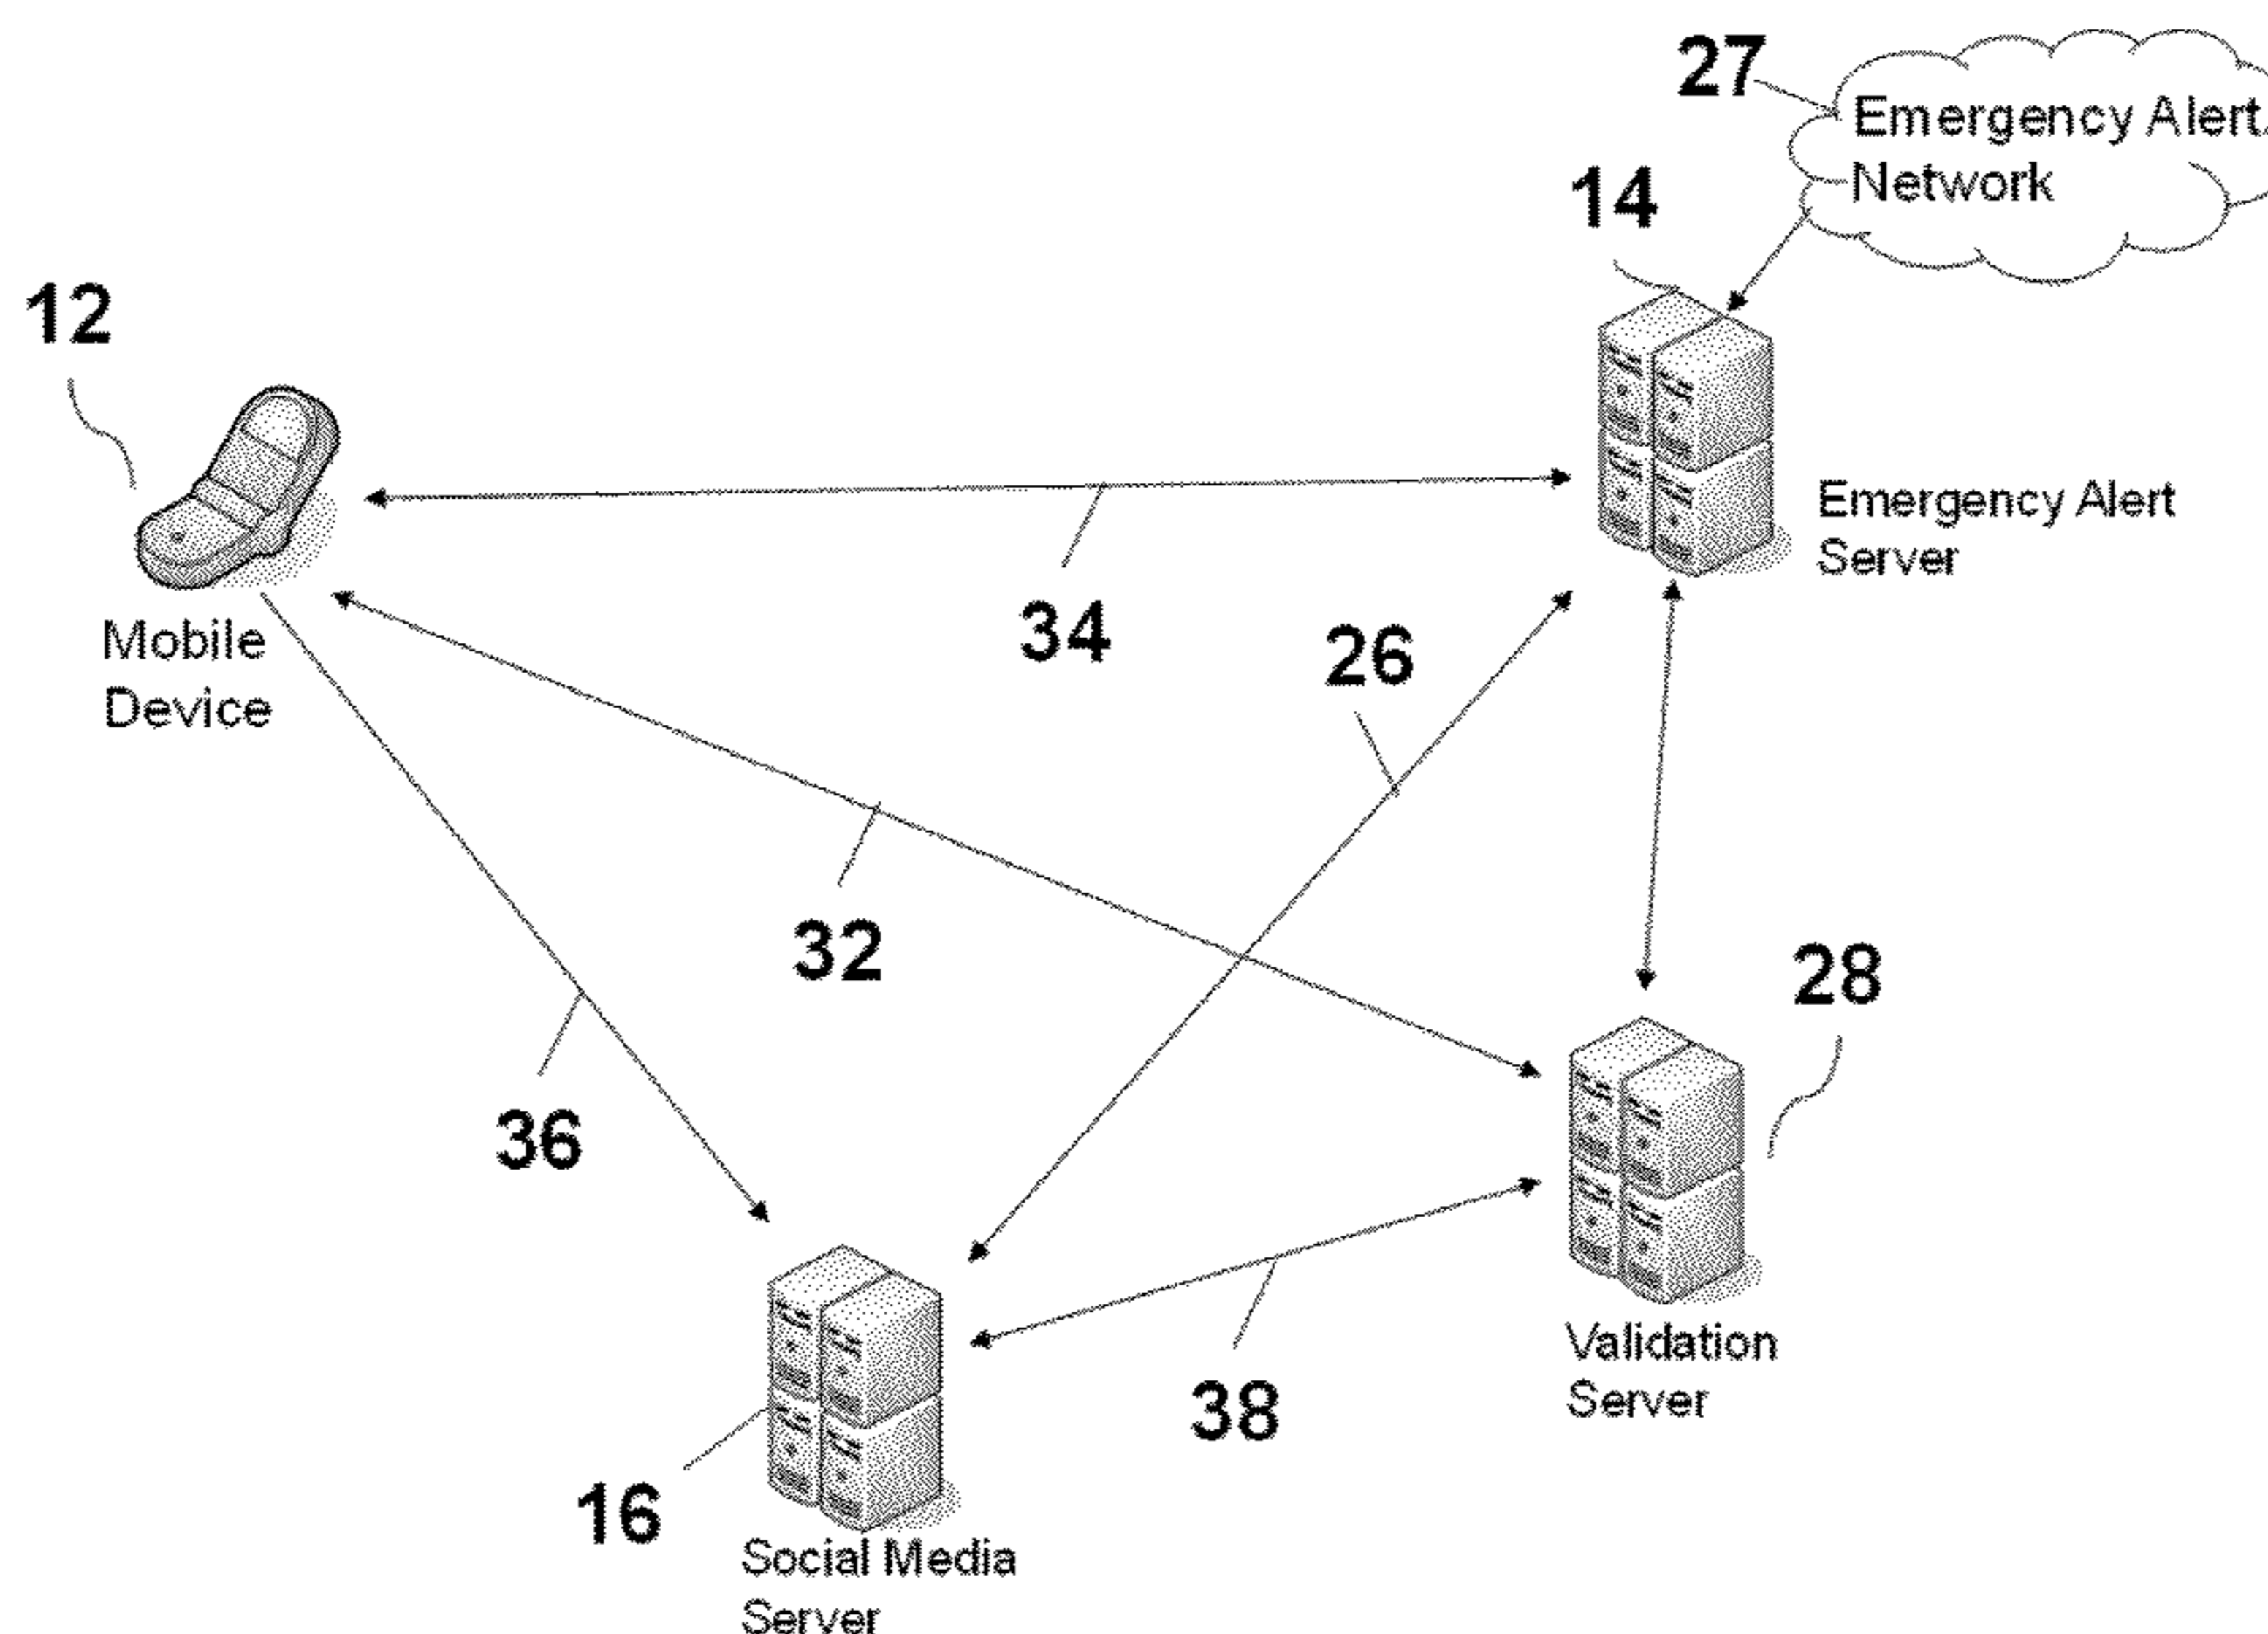 27
Emergency Alert
Network
14
12
Emergency Alert
Server
34
26
Mobile
Device
32
28
36
38
Validation
Server
16
Social Media
Server